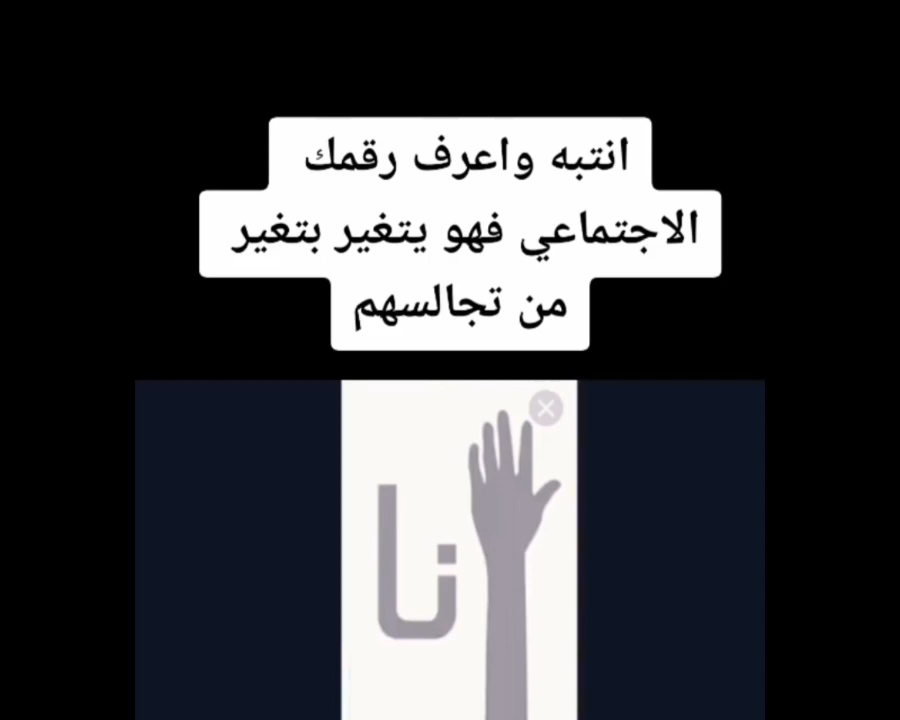 انتبه واعرف رقمك
الاجتماعي فهو يتغير بتغير
من تجالسهم
نا